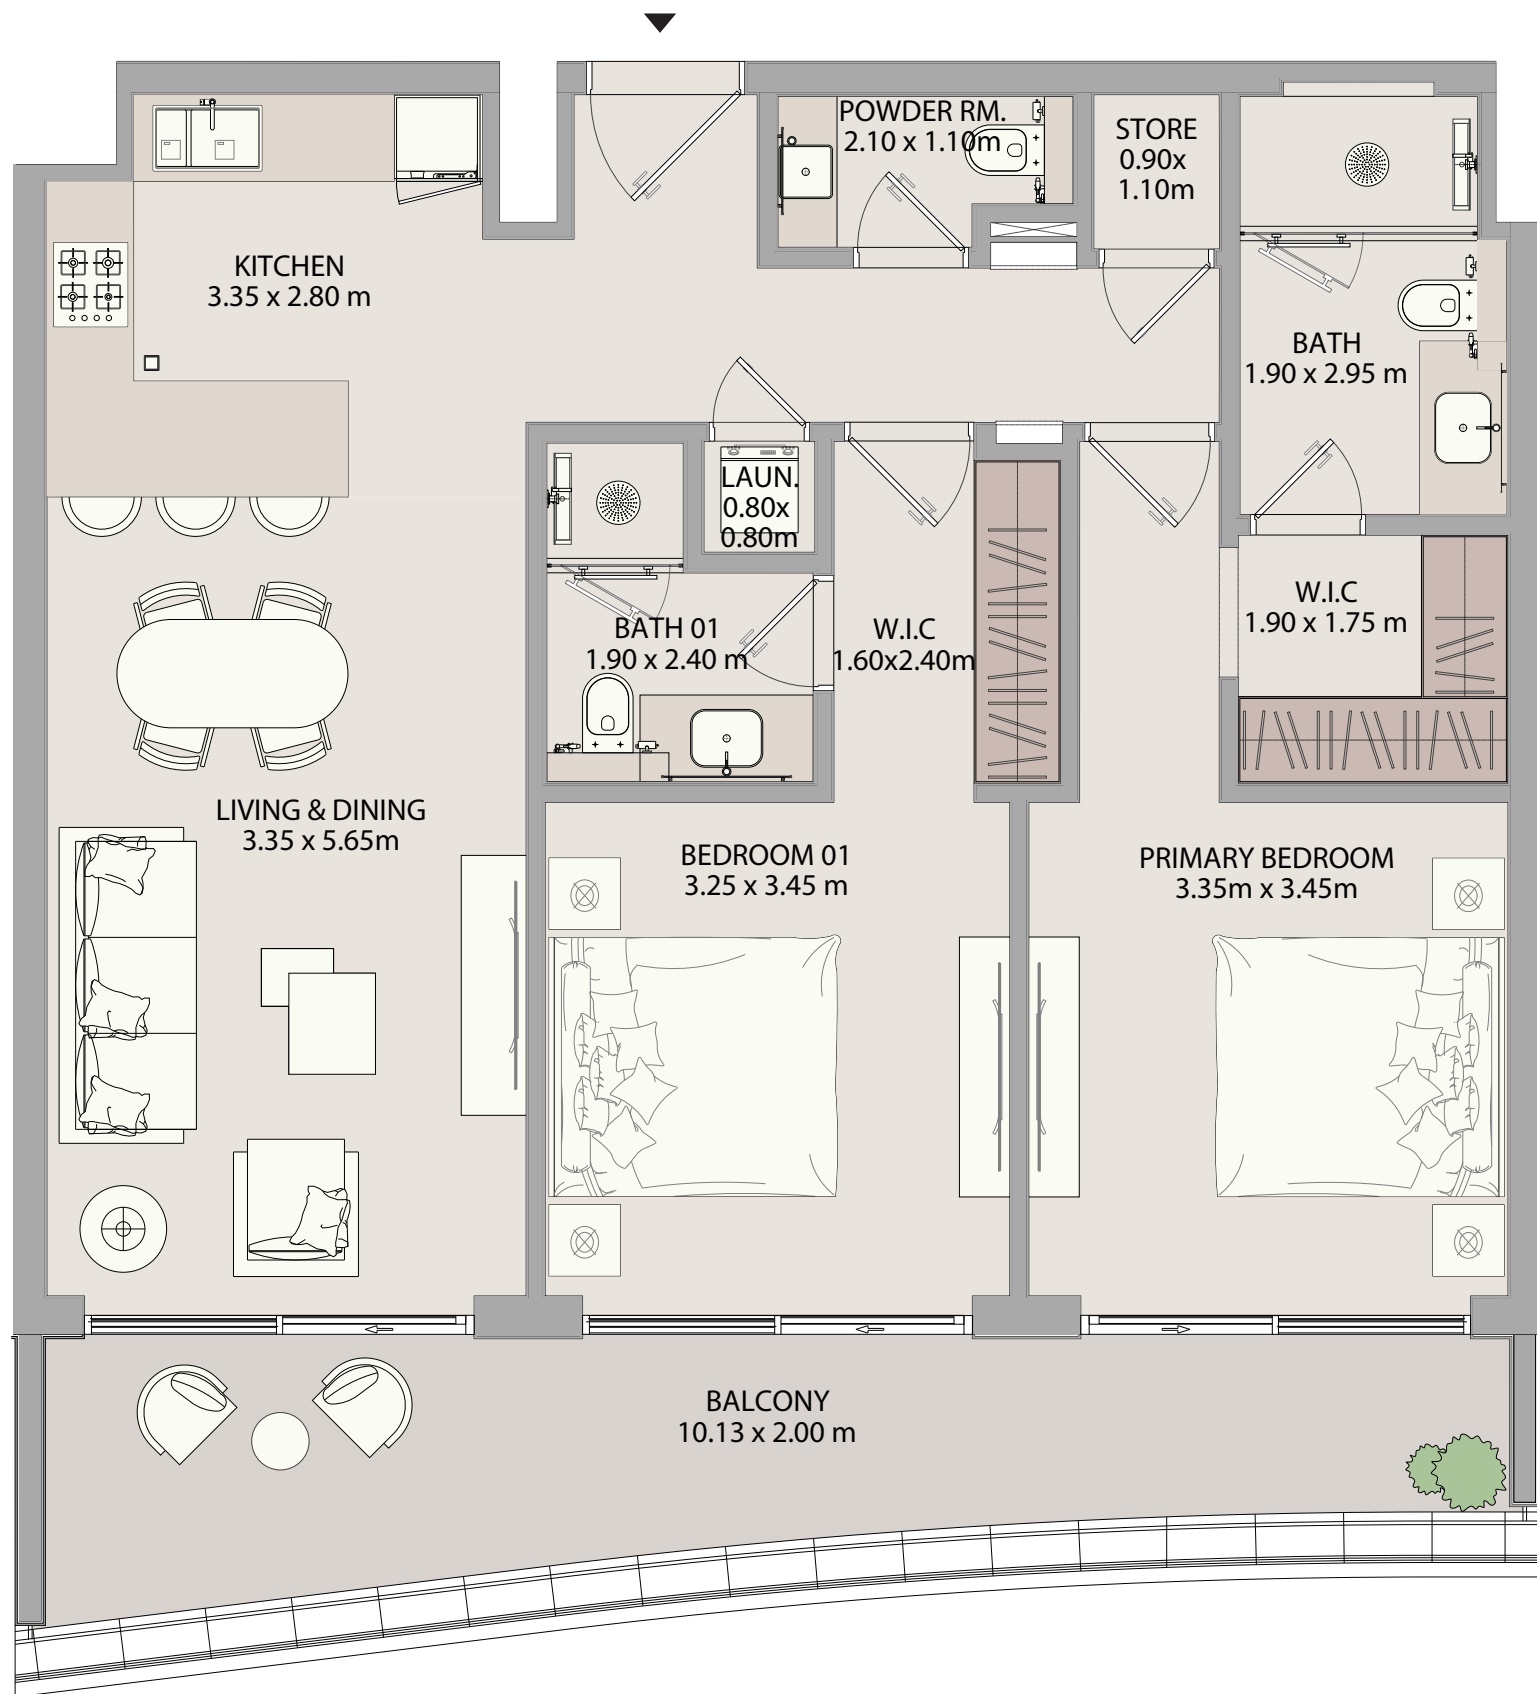 POWDER RM.
2.10 x 1.10m
STORE
0.90x
1.10m
KITCHEN
3.35 x 2.80 m
BATH
1.90 x 2.95 m
LAUN.
0.80x
0.80m
BATH 01
1.90 x 2.40 m
W.I.C
1.60x2.40m
W.I.C
1.90 x 1.75 m
LIVING & DINING
3.35 x 5.65m
BEDROOM 01
3.25 x 3.45 m
PRIMARY BEDROOM
3.35m x 3.45m
BALCONY
10.13 x 2.00 m